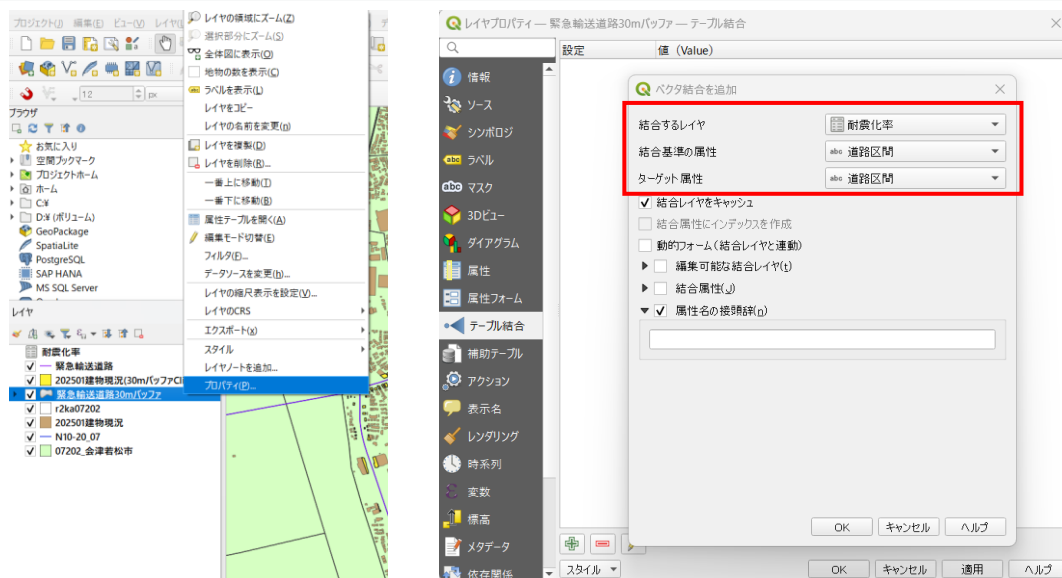 プロジェクト(J) 編集(E) ビュー(V) レイヤ(L)
12
px
ブラウザ
お気に入り
空間ブックマーク
プロジェクトホーム
ホーム
C:¥
D:¥ (ボリューム)
GeoPackage
SpatiaLite
PostgreSQL
SAP HANA
MS SQL Server
レイヤ
耐震化率
緊急輸送道路
202501建物現況(30mバッファCli
緊急輸送道路30mバッファ
r2ka07202
202501建物現況
N10-20_07
07202_会津若松市
レイヤの領域にズーム(Z)
選択部分にズーム(S)
全体図に表示(O)
地物の数を表示(C)
ラベルを表示(L)
レイヤをコピー
レイヤの名前を変更(n)
レイヤを複製(D)
レイヤを削除(R)...
一番上に移動(T)
一番下に移動(B)
属性テーブルを開く(A)
編集モード切替(E)
フィルタ(F)...
データソースを変更(h)...
レイヤの縮尺表示を設定(V)...
レイヤのCRS
エクスポート(x)
スタイル
レイヤノートを追加...
プロパティ(P)...
レイヤプロパティ — 緊急輸送道路30mバッファ — テーブル結合
設定 値 (Value)
情報
ソース
シンボロジ
abc ラベル
abc マスク
3Dビュー
ダイアグラム
属性
属性フォーム
テーブル結合
補助テーブル
アクション
表示名
レンダリング
時系列
変数
標高
メタデータ
依存関係
ベクタ結合を追加
結合するレイヤ 耐震化率
結合基準の属性 abc 道路区間
ターゲット属性 abc 道路区間
結合レイヤをキャッシュ
結合属性にインデックスを作成
動的フォーム(結合レイヤと連動)
編集可能な結合レイヤ(t)
結合属性(J)
属性名の接頭辞(n)
OK キャンセル ヘルプ
スタイル OK キャンセル 適用 ヘルプ